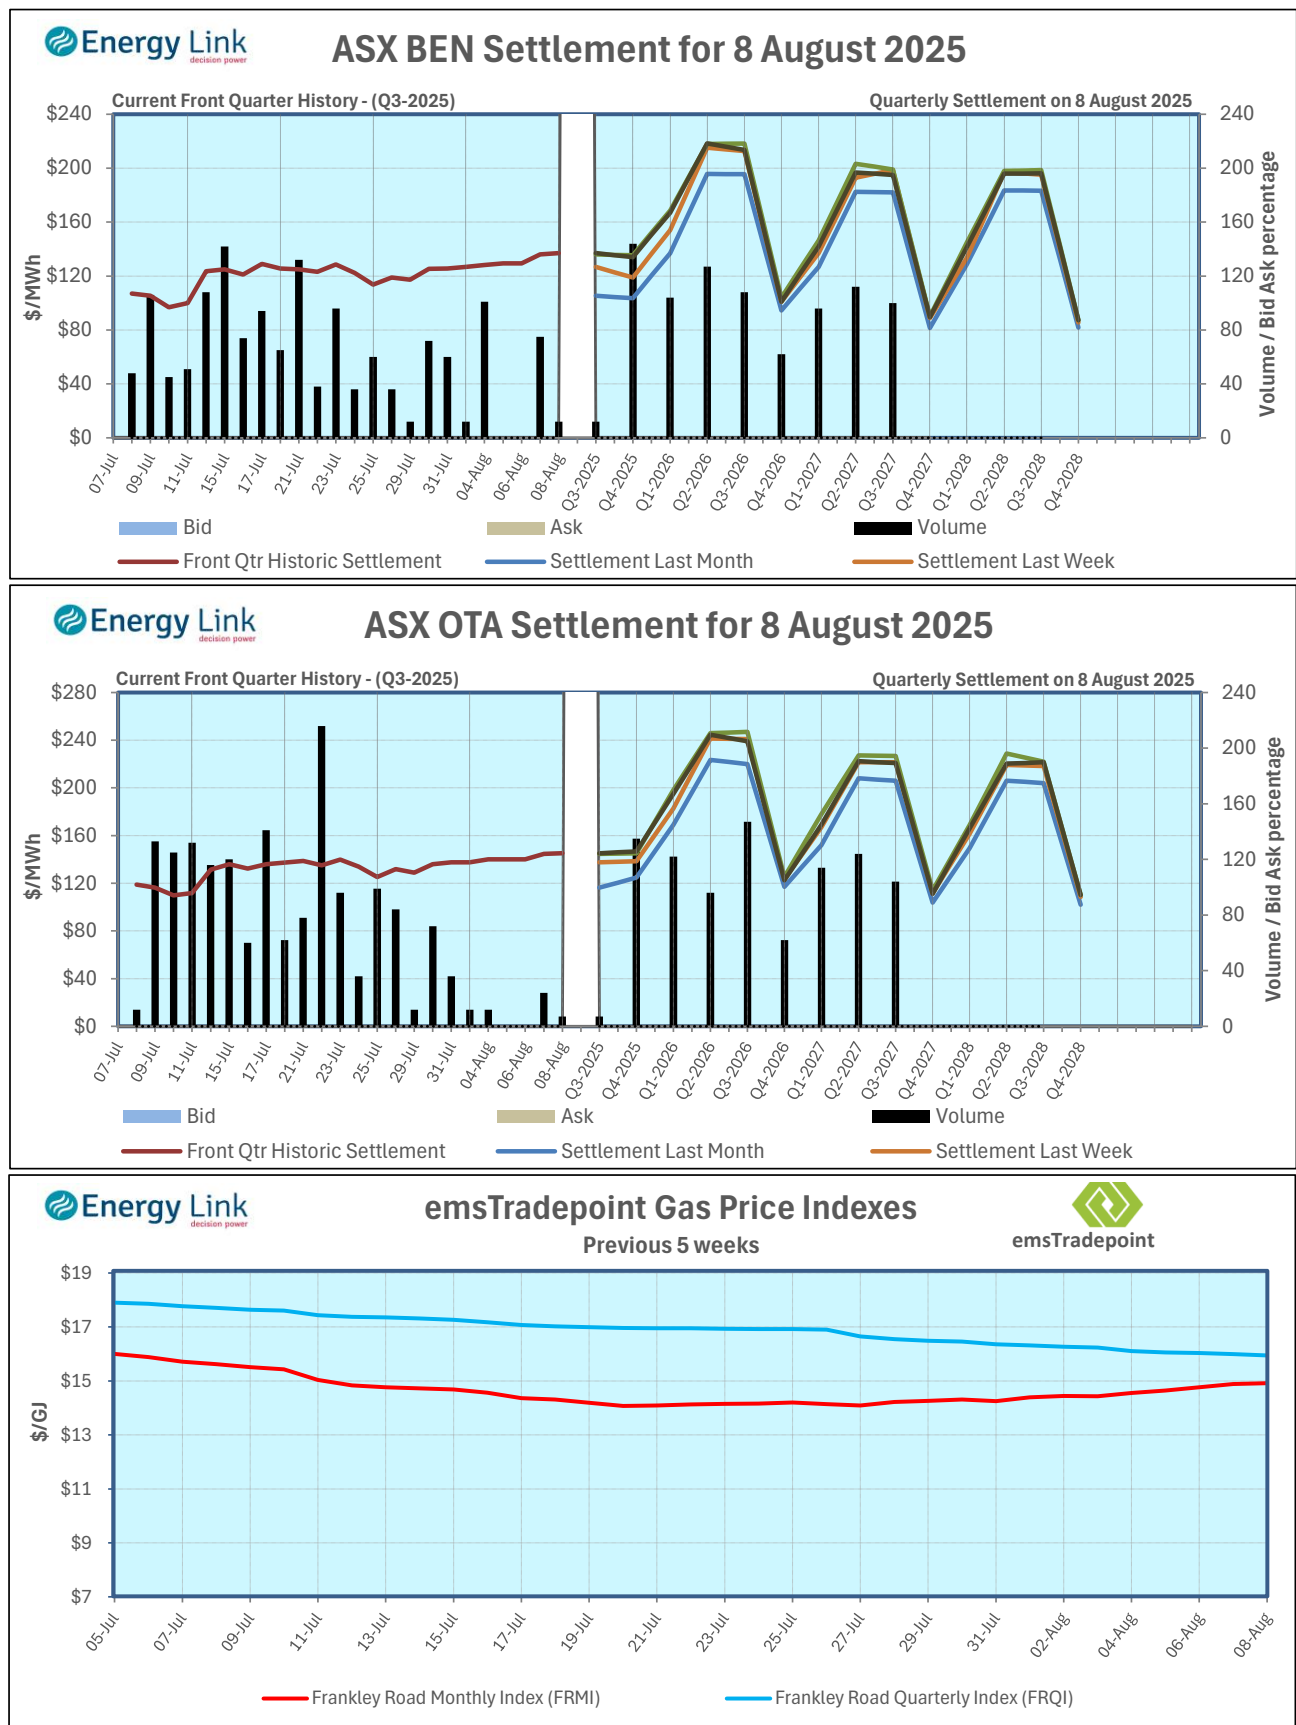 Energy Link
decision power
ASX BEN Settlement for 8 August 2025
Current Front Quarter History - (Q3-2025)
Quarterly Settlement on 8 August 2025
$/MWh
$240
$200
$160
$120
$80
$40
$0
240
200
160
120
80
40
0
Volume / Bid Ask percentage
07-Jul
09-Jul
11-Jul
15-Jul
17-Jul
21-Jul
23-Jul
25-Jul
29-Jul
31-Jul
04-Aug
06-Aug
08-Aug
Q3-2025
Q4-2025
Q1-2026
Q2-2026
Q3-2026
Q4-2026
Q1-2027
Q2-2027
Q3-2027
Q4-2027
Q1-2028
Q2-2028
Q3-2028
Q4-2028
Bid
Ask
Volume
Front Qtr Historic Settlement
Settlement Last Month
Settlement Last Week
Energy Link
decision power
ASX OTA Settlement for 8 August 2025
Current Front Quarter History - (Q3-2025)
Quarterly Settlement on 8 August 2025
$/MWh
$280
$240
$200
$160
$120
$80
$40
$0
240
200
160
120
80
40
0
Volume / Bid Ask percentage
07-Jul
09-Jul
11-Jul
15-Jul
17-Jul
21-Jul
23-Jul
25-Jul
29-Jul
31-Jul
04-Aug
06-Aug
08-Aug
Q3-2025
Q4-2025
Q1-2026
Q2-2026
Q3-2026
Q4-2026
Q1-2027
Q2-2027
Q3-2027
Q4-2027
Q1-2028
Q2-2028
Q3-2028
Q4-2028
Bid
Ask
Volume
Front Qtr Historic Settlement
Settlement Last Month
Settlement Last Week
Energy Link
decision power
emsTradepoint Gas Price Indexes
Previous 5 weeks
emsTradepoint
$/GJ
$19
$17
$15
$13
$11
$9
$7
05-Jul
07-Jul
09-Jul
11-Jul
13-Jul
15-Jul
17-Jul
19-Jul
21-Jul
23-Jul
25-Jul
27-Jul
29-Jul
31-Jul
02-Aug
04-Aug
06-Aug
08-Aug
Frankley Road Monthly Index (FRMI)
Frankley Road Quarterly Index (FRQI)